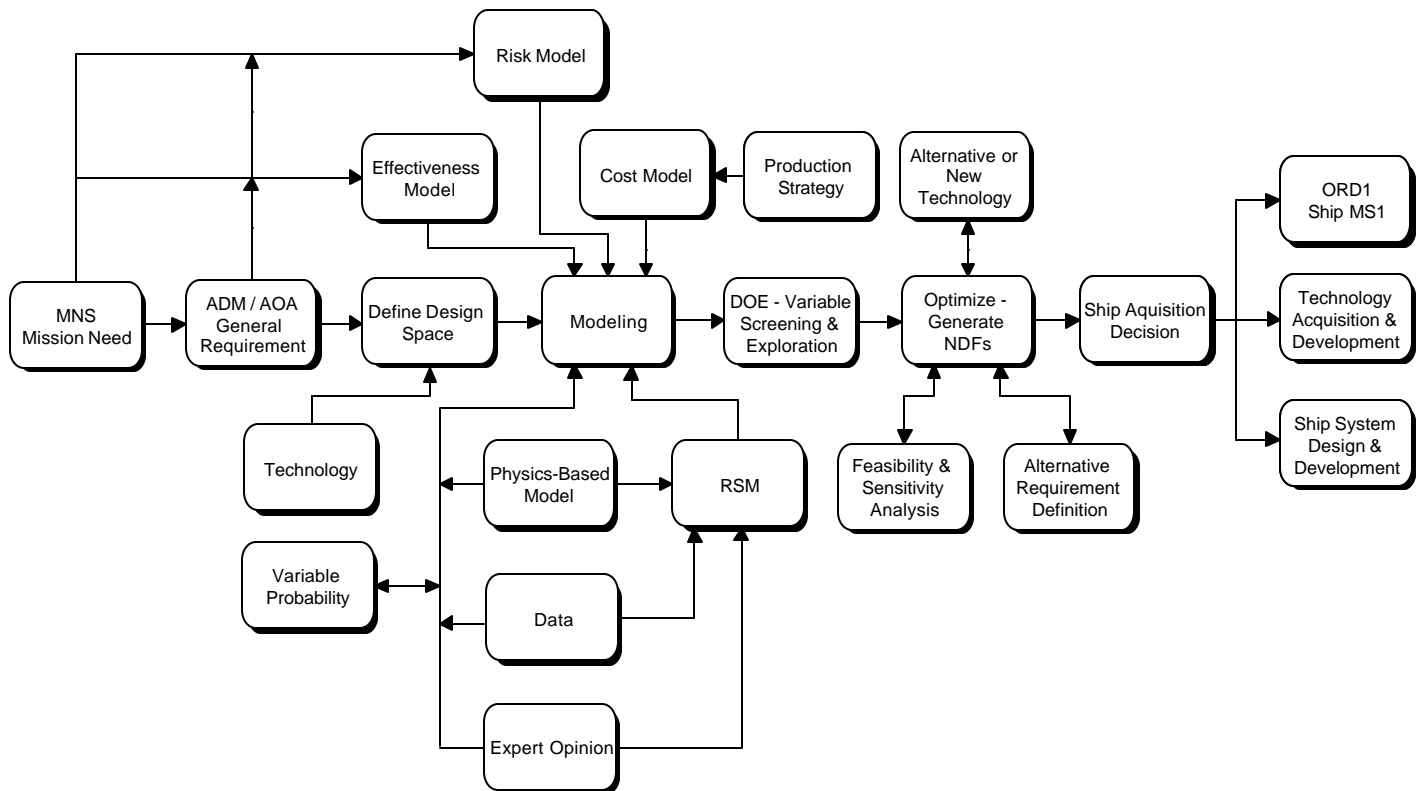 Risk Model
Effectiveness
Model
Cost Model
Production
Strategy
Alternative or
New
Technology
ORD1
Ship MS1
MNS
Mission Need
ADM / AOA
General
Requirement
Define Design
Space
Modeling
DOE - Variable
Screening &
Exploration
Optimize -
Generate
NDFs
Ship Aquisition
Decision
Technology
Acquisition &
Development
Technology
Physics-Based
Model
RSM
Feasibility &
Sensitivity
Analysis
Alternative
Requirement
Definition
Ship System
Design &
Development
Variable
Probability
Data
Expert Opinion